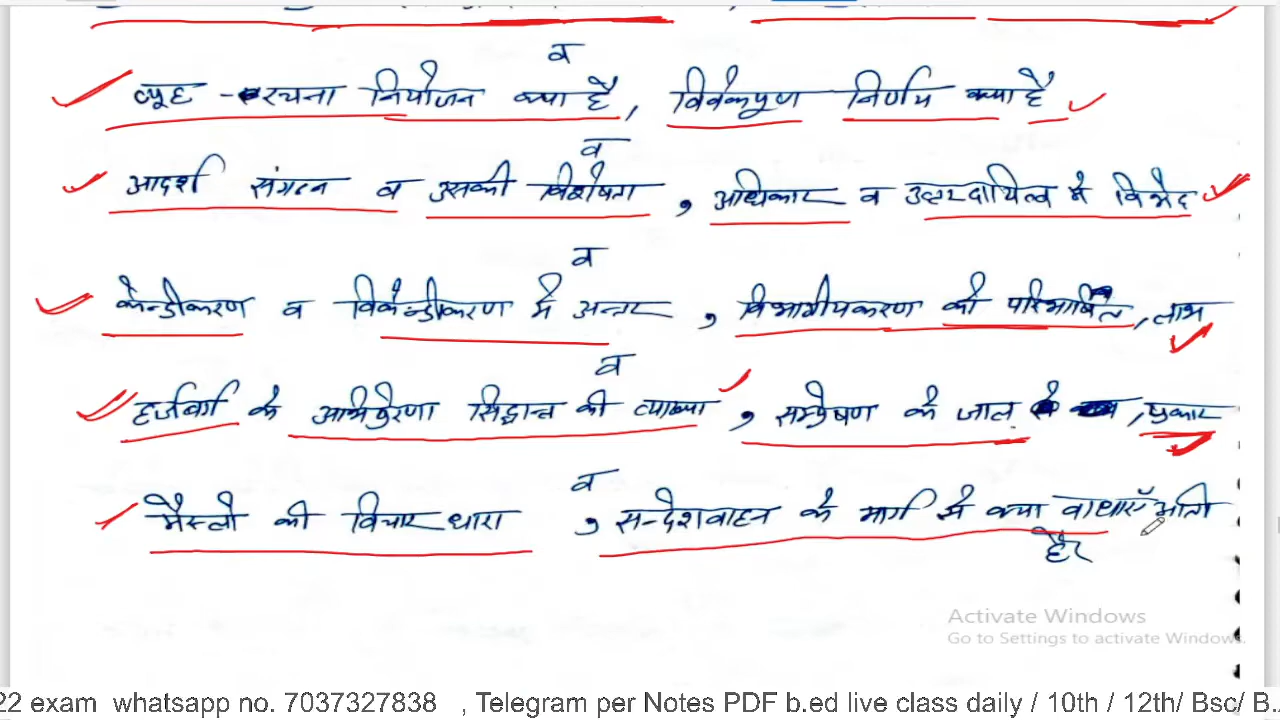 व
व्यूह - रचना नियोजन क्या है, विवेकपूण निर्णय क्या है
व
आदर्श संगठन व उसकी विशेषता, अधिकार व उत्तरदायित्व मे विभेद
व
केन्द्रीकरण व विकेन्द्रीकरण में अन्तर, विभागीयकरण की परिभाषित, लाभ
व
हर्जबर्ग के अभिप्रेरणा सिद्धान्त की व्याख्या, सम्प्रेषण के जाल, प्रकार
व
मैस्लो की विचारधारा, सन्देशवाहन के मार्ग मे क्या बाधाएँ आती
है
Activate Windows
Go to Settings to activate Windows.
22 exam whatsapp no. 7037327838 , Telegram per Notes PDF b.ed live class daily / 10th / 12th/ Bsc/ B.